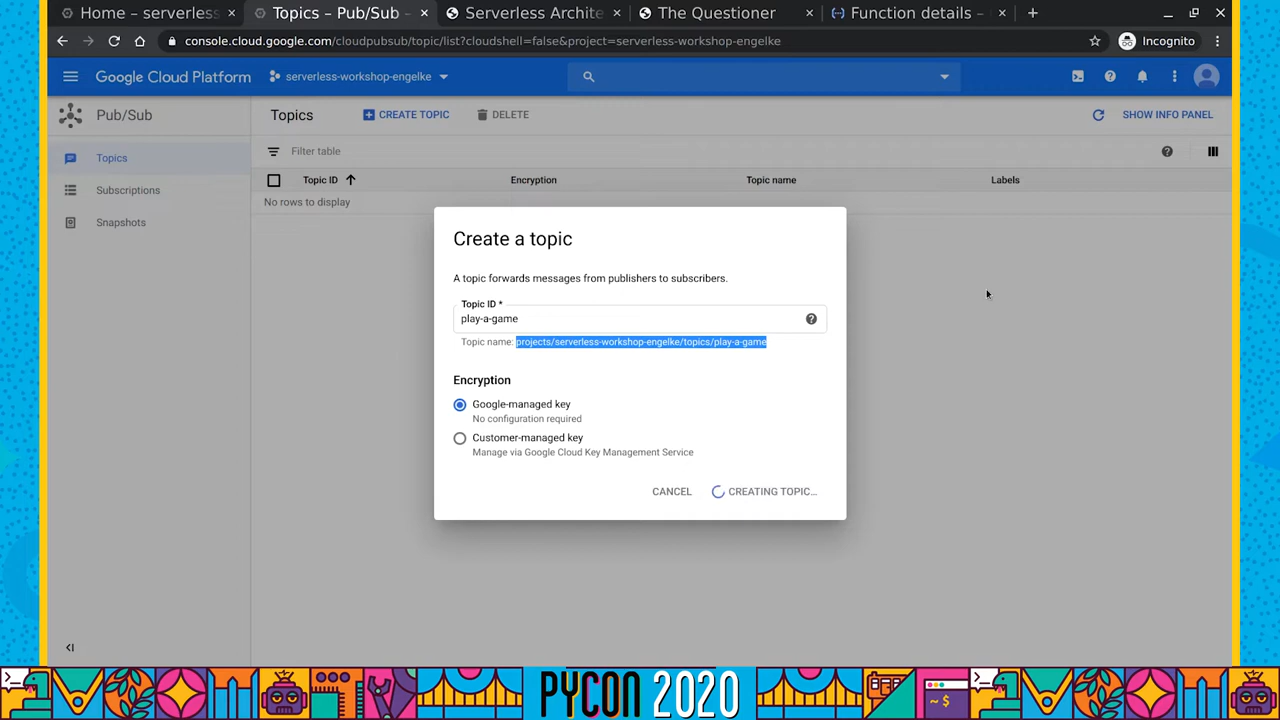 Home – serverless
Topics – Pub/Sub –
Serverless Archite
The Questioner
Function details –
console.cloud.google.com/cloudpubsub/topic/list?cloudshell=false&project=serverless-workshop-engelke
Incognito
Google Cloud Platform
serverless-workshop-engelke
Pub/Sub
Topics
CREATE TOPIC
DELETE
SHOW INFO PANEL
Topics
Filter table
Subscriptions
Topic ID
Encryption
Topic name
Labels
No rows to display
Snapshots
Create a topic
A topic forwards messages from publishers to subscribers.
Topic ID *
play-a-game
Topic name: projects/serverless-workshop-engelke/topics/play-a-game
Encryption
Google-managed key
No configuration required
Customer-managed key
Manage via Google Cloud Key Management Service
CANCEL
CREATING TOPIC...
PYCON 2020
~ $